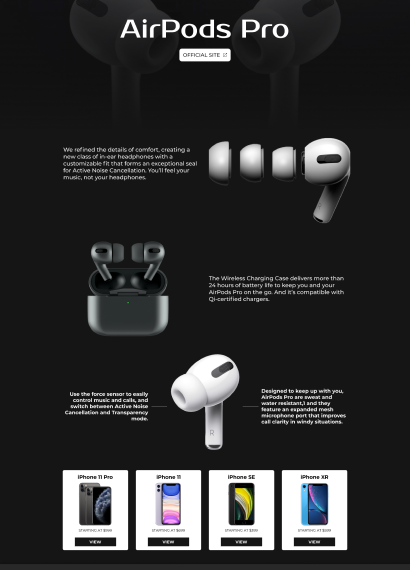 AirPods Pro
OFFICIAL SITE
We refined the details of comfort, creating a
new class of in-ear headphones with a
customizable fit that forms an exceptional seal
for Active Noise Cancellation. You'll feel your
music, not your headphones.
The Wireless Charging Case delivers more than
24 hours of battery life to keep you and your
AirPods Pro on the go. And it's compatible with
Qi-certified chargers.
Use the force sensor to easily
control music and calls, and
switch between Active Noise
Cancellation and Transparency
mode.
Designed to keep up with you,
AirPods Pro are sweat and
water resistant,1 and they
feature an expanded mesh
microphone port that improves
call clarity in windy situations.
R
iPhone 11 Pro
STARTING AT
VIEW
iPhone 11
STARTING AT
VIEW
iPhone SE
STARTING AT
VIEW
iPhone XR
STARTING AT
VIEW